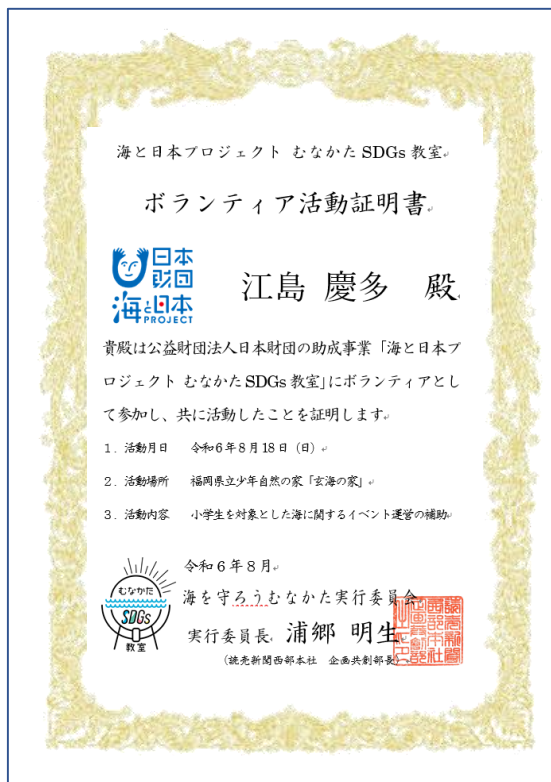 海と日本プロジェクト むなかた SDGs 教室
ボランティア活動証明書
日本
財団
海と日本
PROJECT
江島 慶多 殿
貴殿は公益財団法人日本財団の助成事業「海と日本プ
ロジェクト むなかた SDGs 教室」にボランティアとし
て参加し、共に活動したことを証明します
1. 活動月日 令和6年8月18日（日）
2. 活動場所 福岡県立少年自然の家「玄海の家」
3. 活動内容 小学生を対象とした海に関するイベント運営の補助
令和6年8月
海を守ろうむなかた実行委員会
実行委員長 浦郷 明生
（読売新聞西部本社 企画共創部長）
むなかた
SDGs
教室